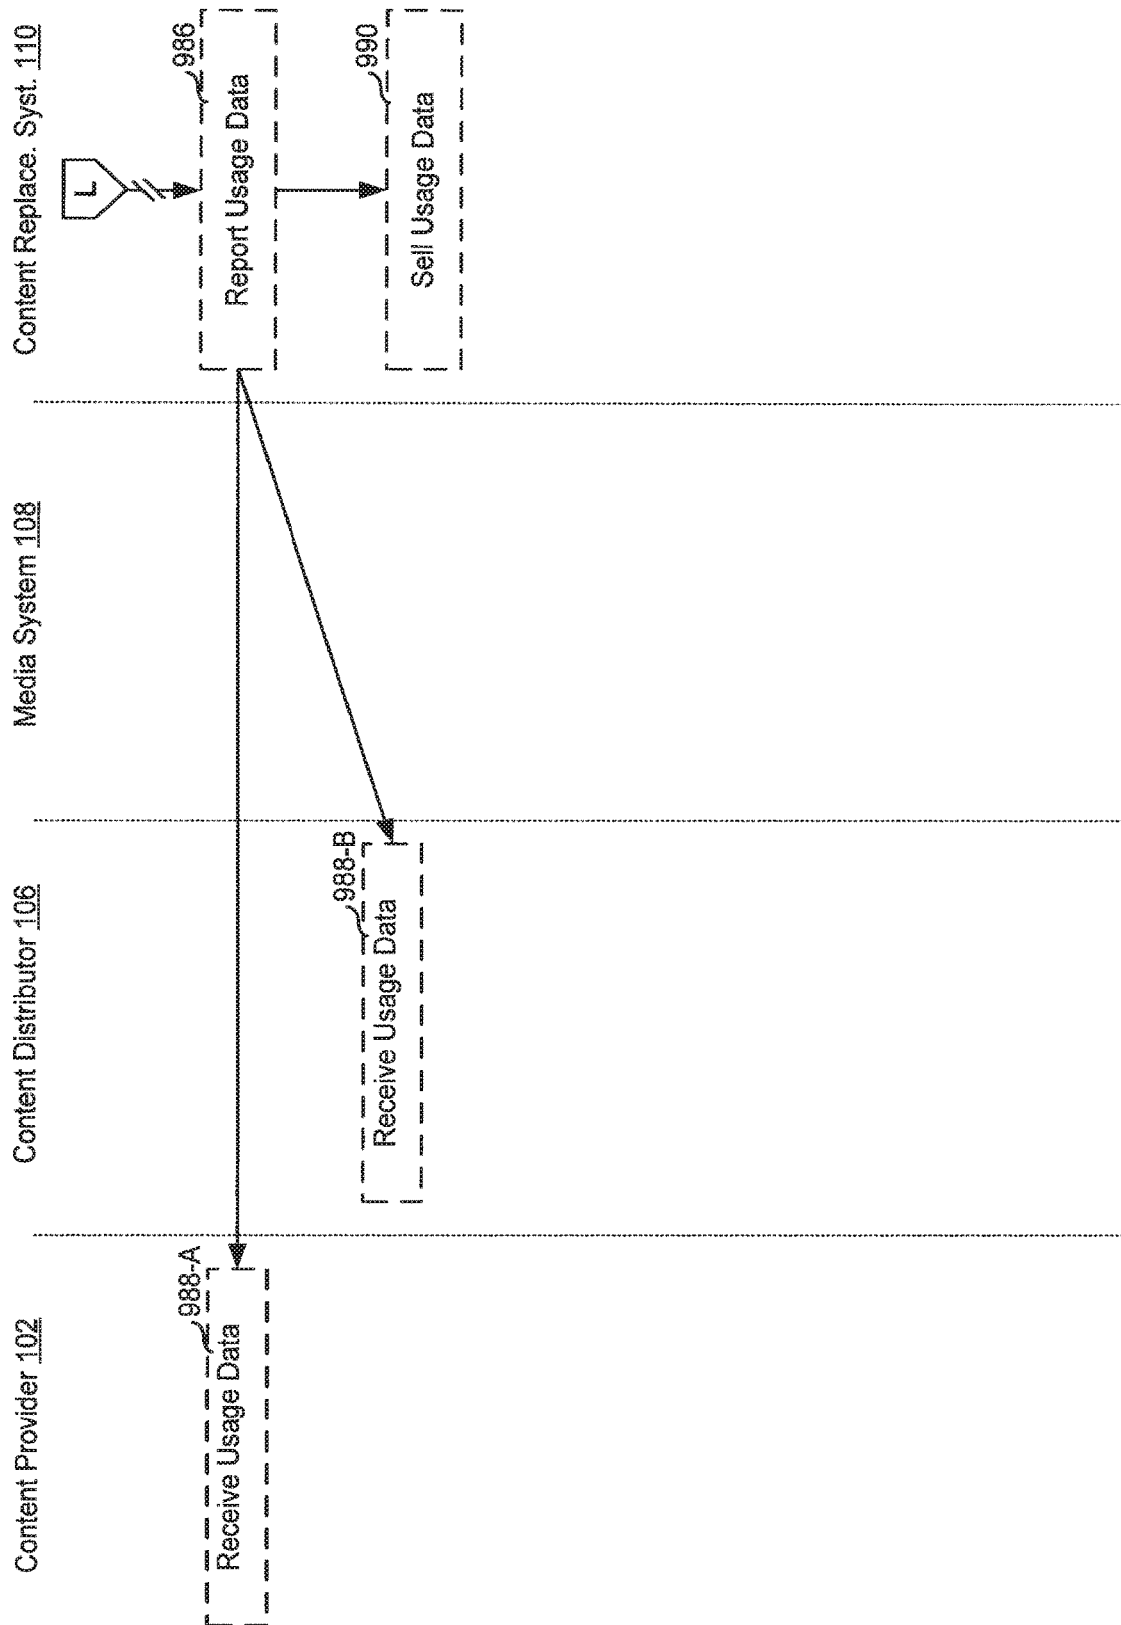 Content Provider 102
Content Distributor 106
Media System 108
Content Replace. Syst. 110
L
986
Report Usage Data
988-A
Receive Usage Data
988-B
Receive Usage Data
990
Sell Usage Data